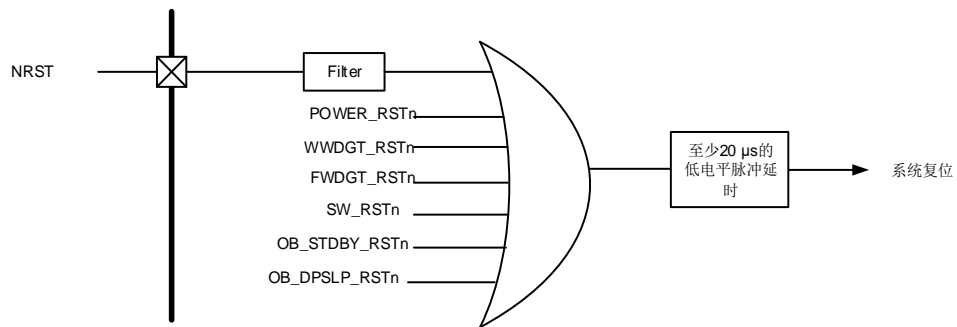 NRST
Filter
POWER_RSTn
WWDGT_RSTn
FWDGT_RSTn
SW_RSTn
OB_STDBY_RSTn
OB_DPSLP_RSTn
至少20 μs的
低电平脉冲延
时
系统复位